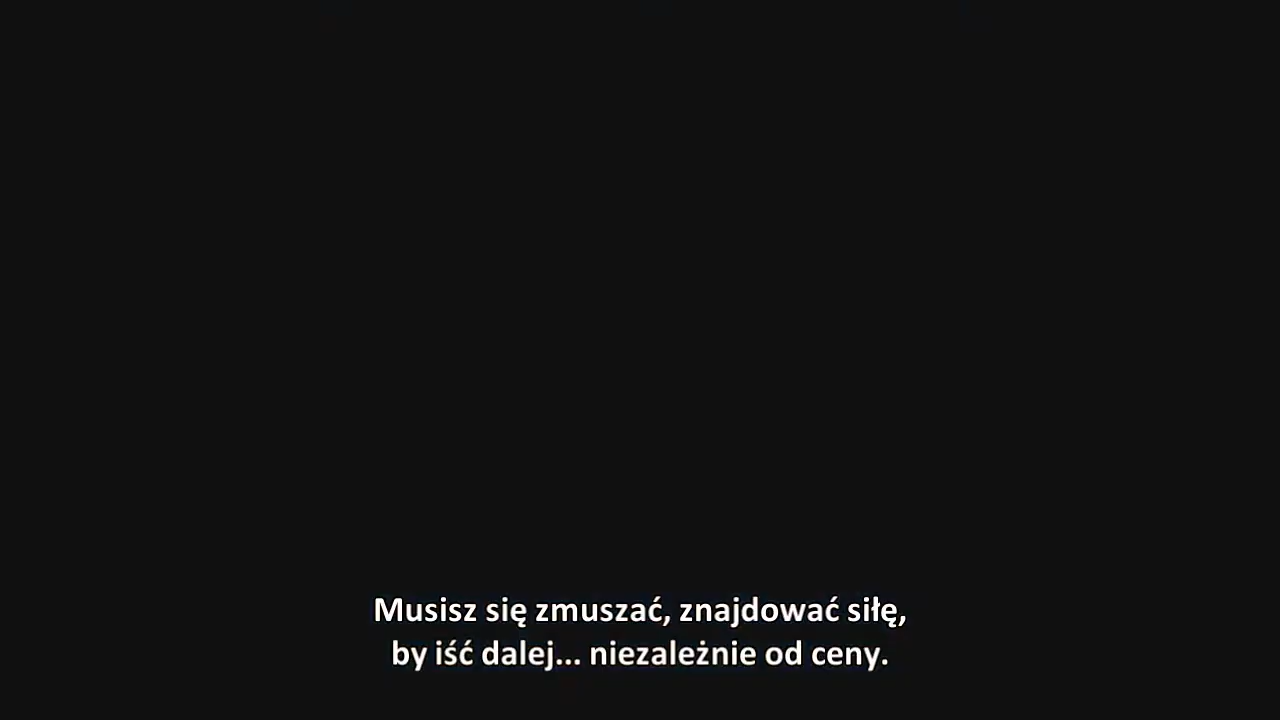 Musisz się zmuszać, znajdować siłę,
by iść dalej... niezależnie od ceny.